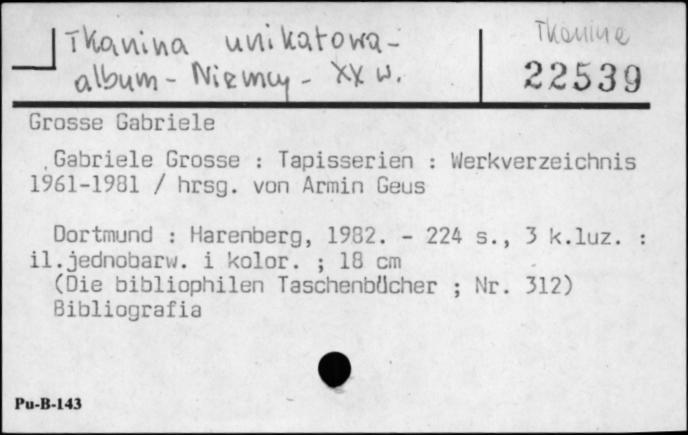 Tkanina unikatowa-
album - Niemcy - XX w.
Tkanine
22539
Grosse Gabriele
Gabriele Grosse : Tapisserien : Werkverzeichnis
1961-1981 / hrsg. von Armin Geus
Dortmund : Harenberg, 1982. - 224 s., 3 k.luz. :
il.jednobarw. i kolor. ; 18 cm
(Die bibliophilen Taschenbücher ; Nr. 312)
Bibliografia
Pu-B-143